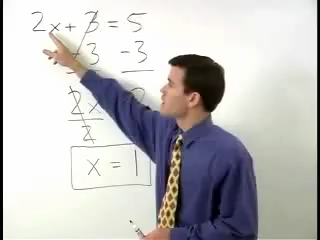 2x + 3 = 5
3 -3
2x
2
x = 1